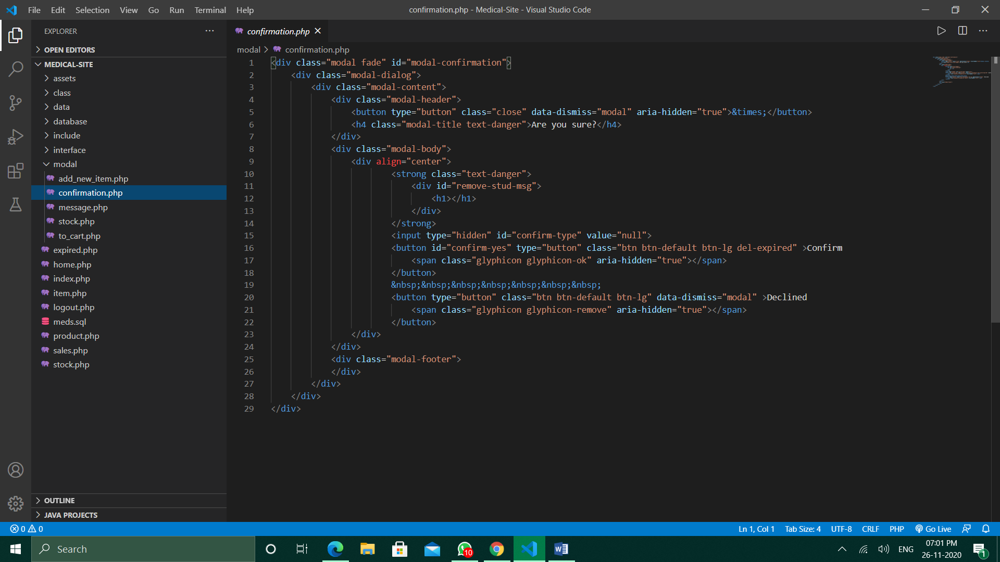 File Edit Selection View Go Run Terminal Help
confirmation.php - Medical-Site - Visual Studio Code
EXPLORER
OPEN EDITORS
MEDICAL-SITE
assets
class
data
database
include
interface
modal
add_new_item.php
confirmation.php
message.php
stock.php
to_cart.php
expired.php
home.php
index.php
item.php
logout.php
meds.sql
product.php
sales.php
stock.php
OUTLINE
JAVA PROJECTS
confirmation.php
modal > confirmation.php
1 <div class="modal fade" id="modal-confirmation">
2 <div class="modal-dialog">
3 <div class="modal-content">
4 <div class="modal-header">
5 <button type="button" class="close" data-dismiss="modal" aria-hidden="true">&times;</button>
6 <h4 class="modal-title text-danger">Are you sure?</h4>
7 </div>
8 <div class="modal-body">
9 <div align="center">
10 <strong class="text-danger">
11 <div id="remove-stud-msg">
12 <h1></h1>
13 </div>
14 </strong>
15 <input type="hidden" id="confirm-type" value="null">
16 <button id="confirm-yes" type="button" class="btn btn-default btn-lg del-expired" >Confirm
17 <span class="glyphicon glyphicon-ok" aria-hidden="true"></span>
18 </button>
19 &nbsp;&nbsp;&nbsp;&nbsp;&nbsp;&nbsp;&nbsp;
20 <button type="button" class="btn btn-default btn-lg" data-dismiss="modal" >Declined
21 <span class="glyphicon glyphicon-remove" aria-hidden="true"></span>
22 </button>
23 </div>
24 </div>
25 <div class="modal-footer">
26 </div>
27 </div>
28 </div>
29 </div>
0 0
Ln 1, Col 1 Tab Size: 4 UTF-8 CRLF PHP Go Live
Search
10
ENG
07:01 PM
26-11-2020
1